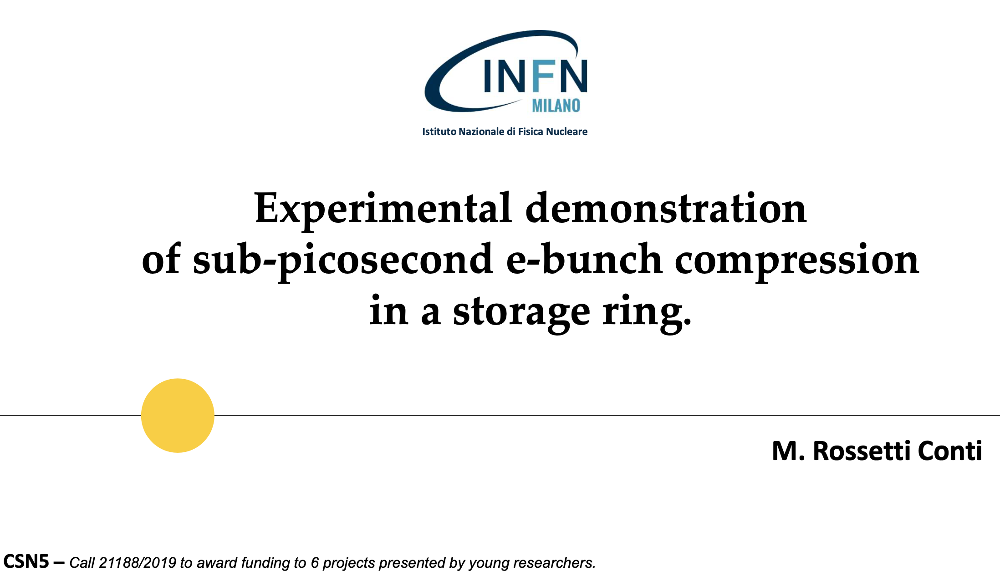 INFN
MILANO
Istituto Nazionale di Fisica Nucleare
Experimental demonstration
of sub-picosecond e-bunch compression
in a storage ring.
M. Rossetti Conti
CSN5 – Call 21188/2019 to award funding to 6 projects presented by young researchers.